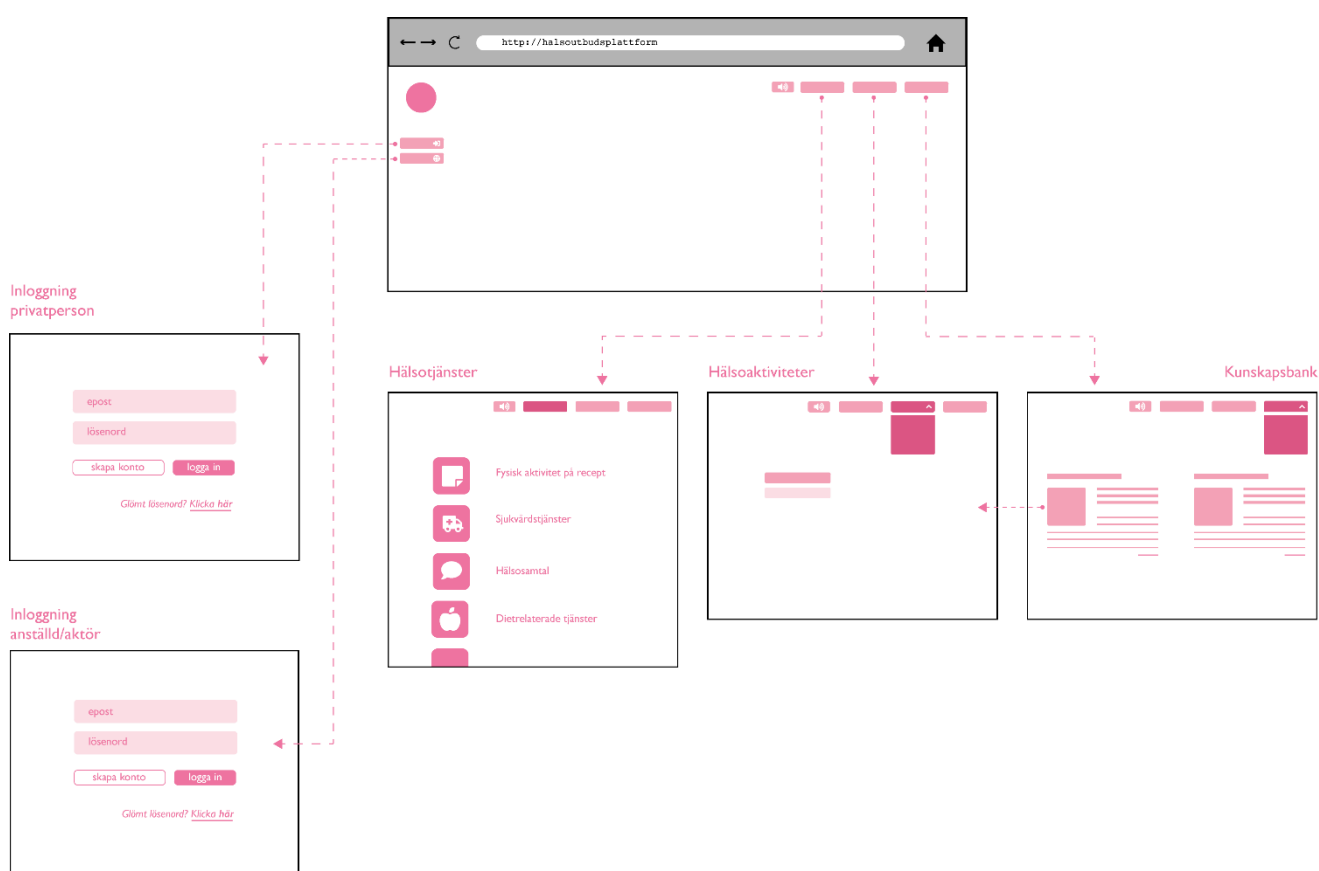 http://halsoutbudsplattform
Inloggning
privatperson
epost
lösenord
skapa konto
logga in
Glömt lösenord? Klicka här
Inloggning
anställd/aktör
epost
lösenord
skapa konto
logga in
Glömt lösenord? Klicka här
Hälsotjänster
Fysisk aktivitet på recept
Sjukvårdstjänster
Hälsosamtal
Dietrelaterade tjänster
Hälsoaktiviteter
Kunskapsbank